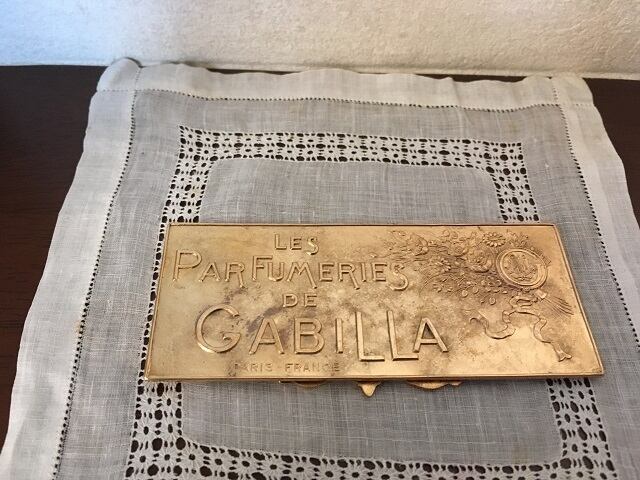 LES
PARFUMERIES
DE
GABILLA
PARIS-FRANCE